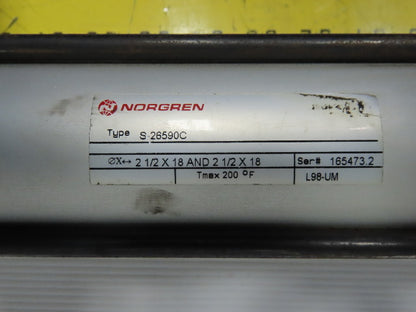 NORGREN
Type S 26590C
ØX↔ 2 1/2 X 18 AND 2 1/2 X 18 Ser# 165473.2
Tmax 200 °F L98-UM